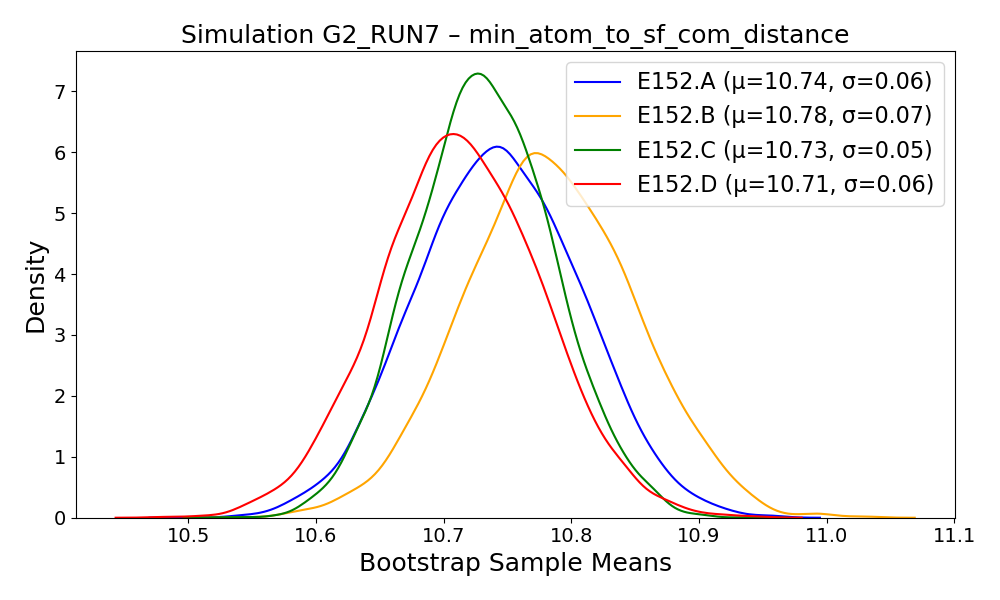 Simulation G2_RUN7 – min_atom_to_sf_com_distance
E152.A (μ=10.74, σ=0.06)
E152.B (μ=10.78, σ=0.07)
E152.C (μ=10.73, σ=0.05)
E152.D (μ=10.71, σ=0.06)
Density
7
6
5
4
3
2
1
0
10.5 10.6 10.7 10.8 10.9 11.0 11.1
Bootstrap Sample Means